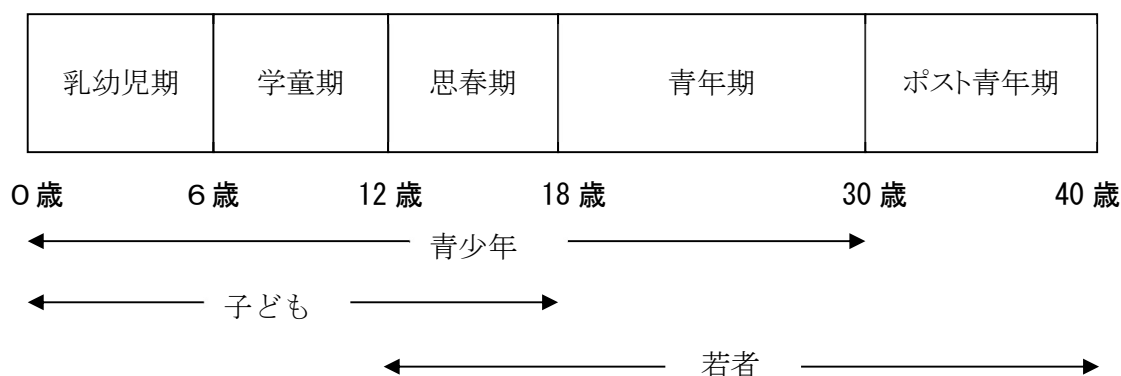 乳幼児期 学童期 思春期 青年期 ポスト青年期
0歳 6歳 12歳 18歳 30歳 40歳
青少年
子ども
若者